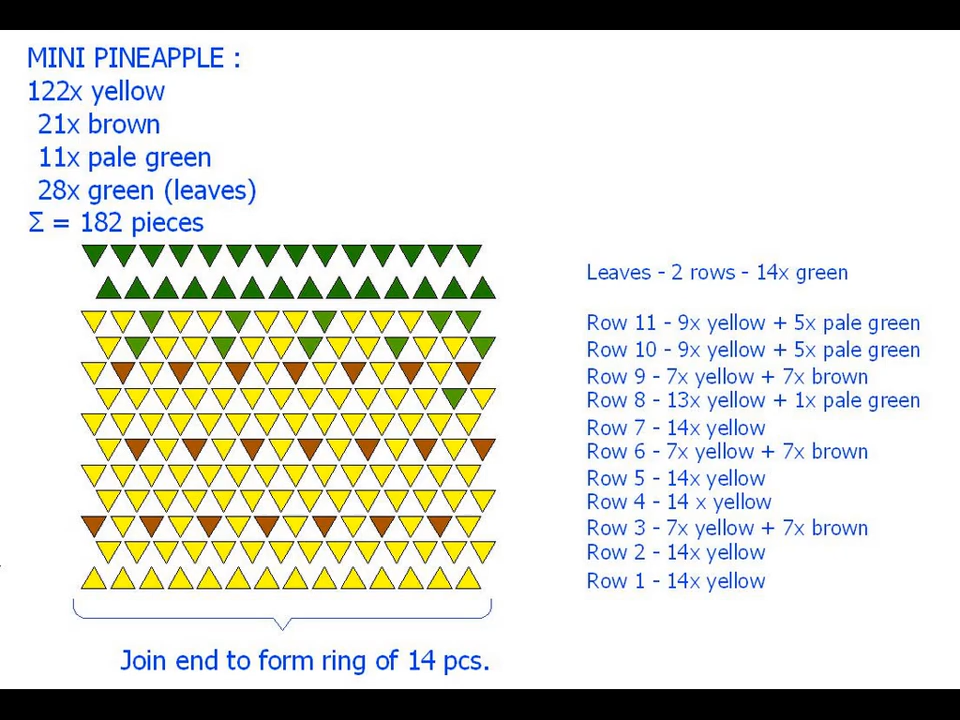 MINI PINEAPPLE :
122x yellow
21x brown
11x pale green
28x green (leaves)
Σ = 182 pieces
Leaves - 2 rows - 14x green
Row 11 - 9x yellow + 5x pale green
Row 10 - 9x yellow + 5x pale green
Row 9 - 7x yellow + 7x brown
Row 8 - 13x yellow + 1x pale green
Row 7 - 14x yellow
Row 6 - 7x yellow + 7x brown
Row 5 - 14x yellow
Row 4 - 14 x yellow
Row 3 - 7x yellow + 7x brown
Row 2 - 14x yellow
Row 1 - 14x yellow
Join end to form ring of 14 pcs.